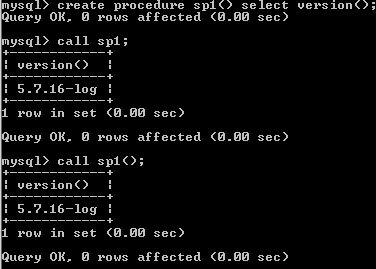 mysql> create procedure sp1() select version();
Query OK, 0 rows affected (0.00 sec)
mysql> call sp1;
+------------+
| version()  |
+------------+
| 5.7.16-log |
+------------+
1 row in set (0.00 sec)
Query OK, 0 rows affected (0.00 sec)
mysql> call sp1();
+------------+
| version()  |
+------------+
| 5.7.16-log |
+------------+
1 row in set (0.00 sec)
Query OK, 0 rows affected (0.00 sec)